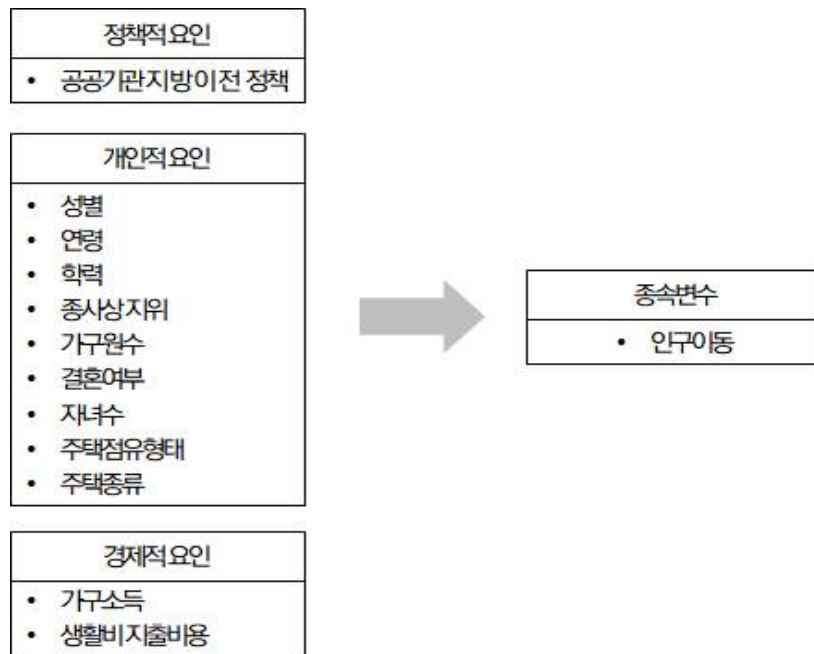 정책적 요인
• 공공기관 지방이전 정책
개인적 요인
• 성별
• 연령
• 학력
• 종사상 지위
• 가구원수
• 결혼여부
• 자녀수
• 주택점유형태
• 주택종류
종속변수
• 인구이동
경제적 요인
• 가구소득
• 생활비 지출비용